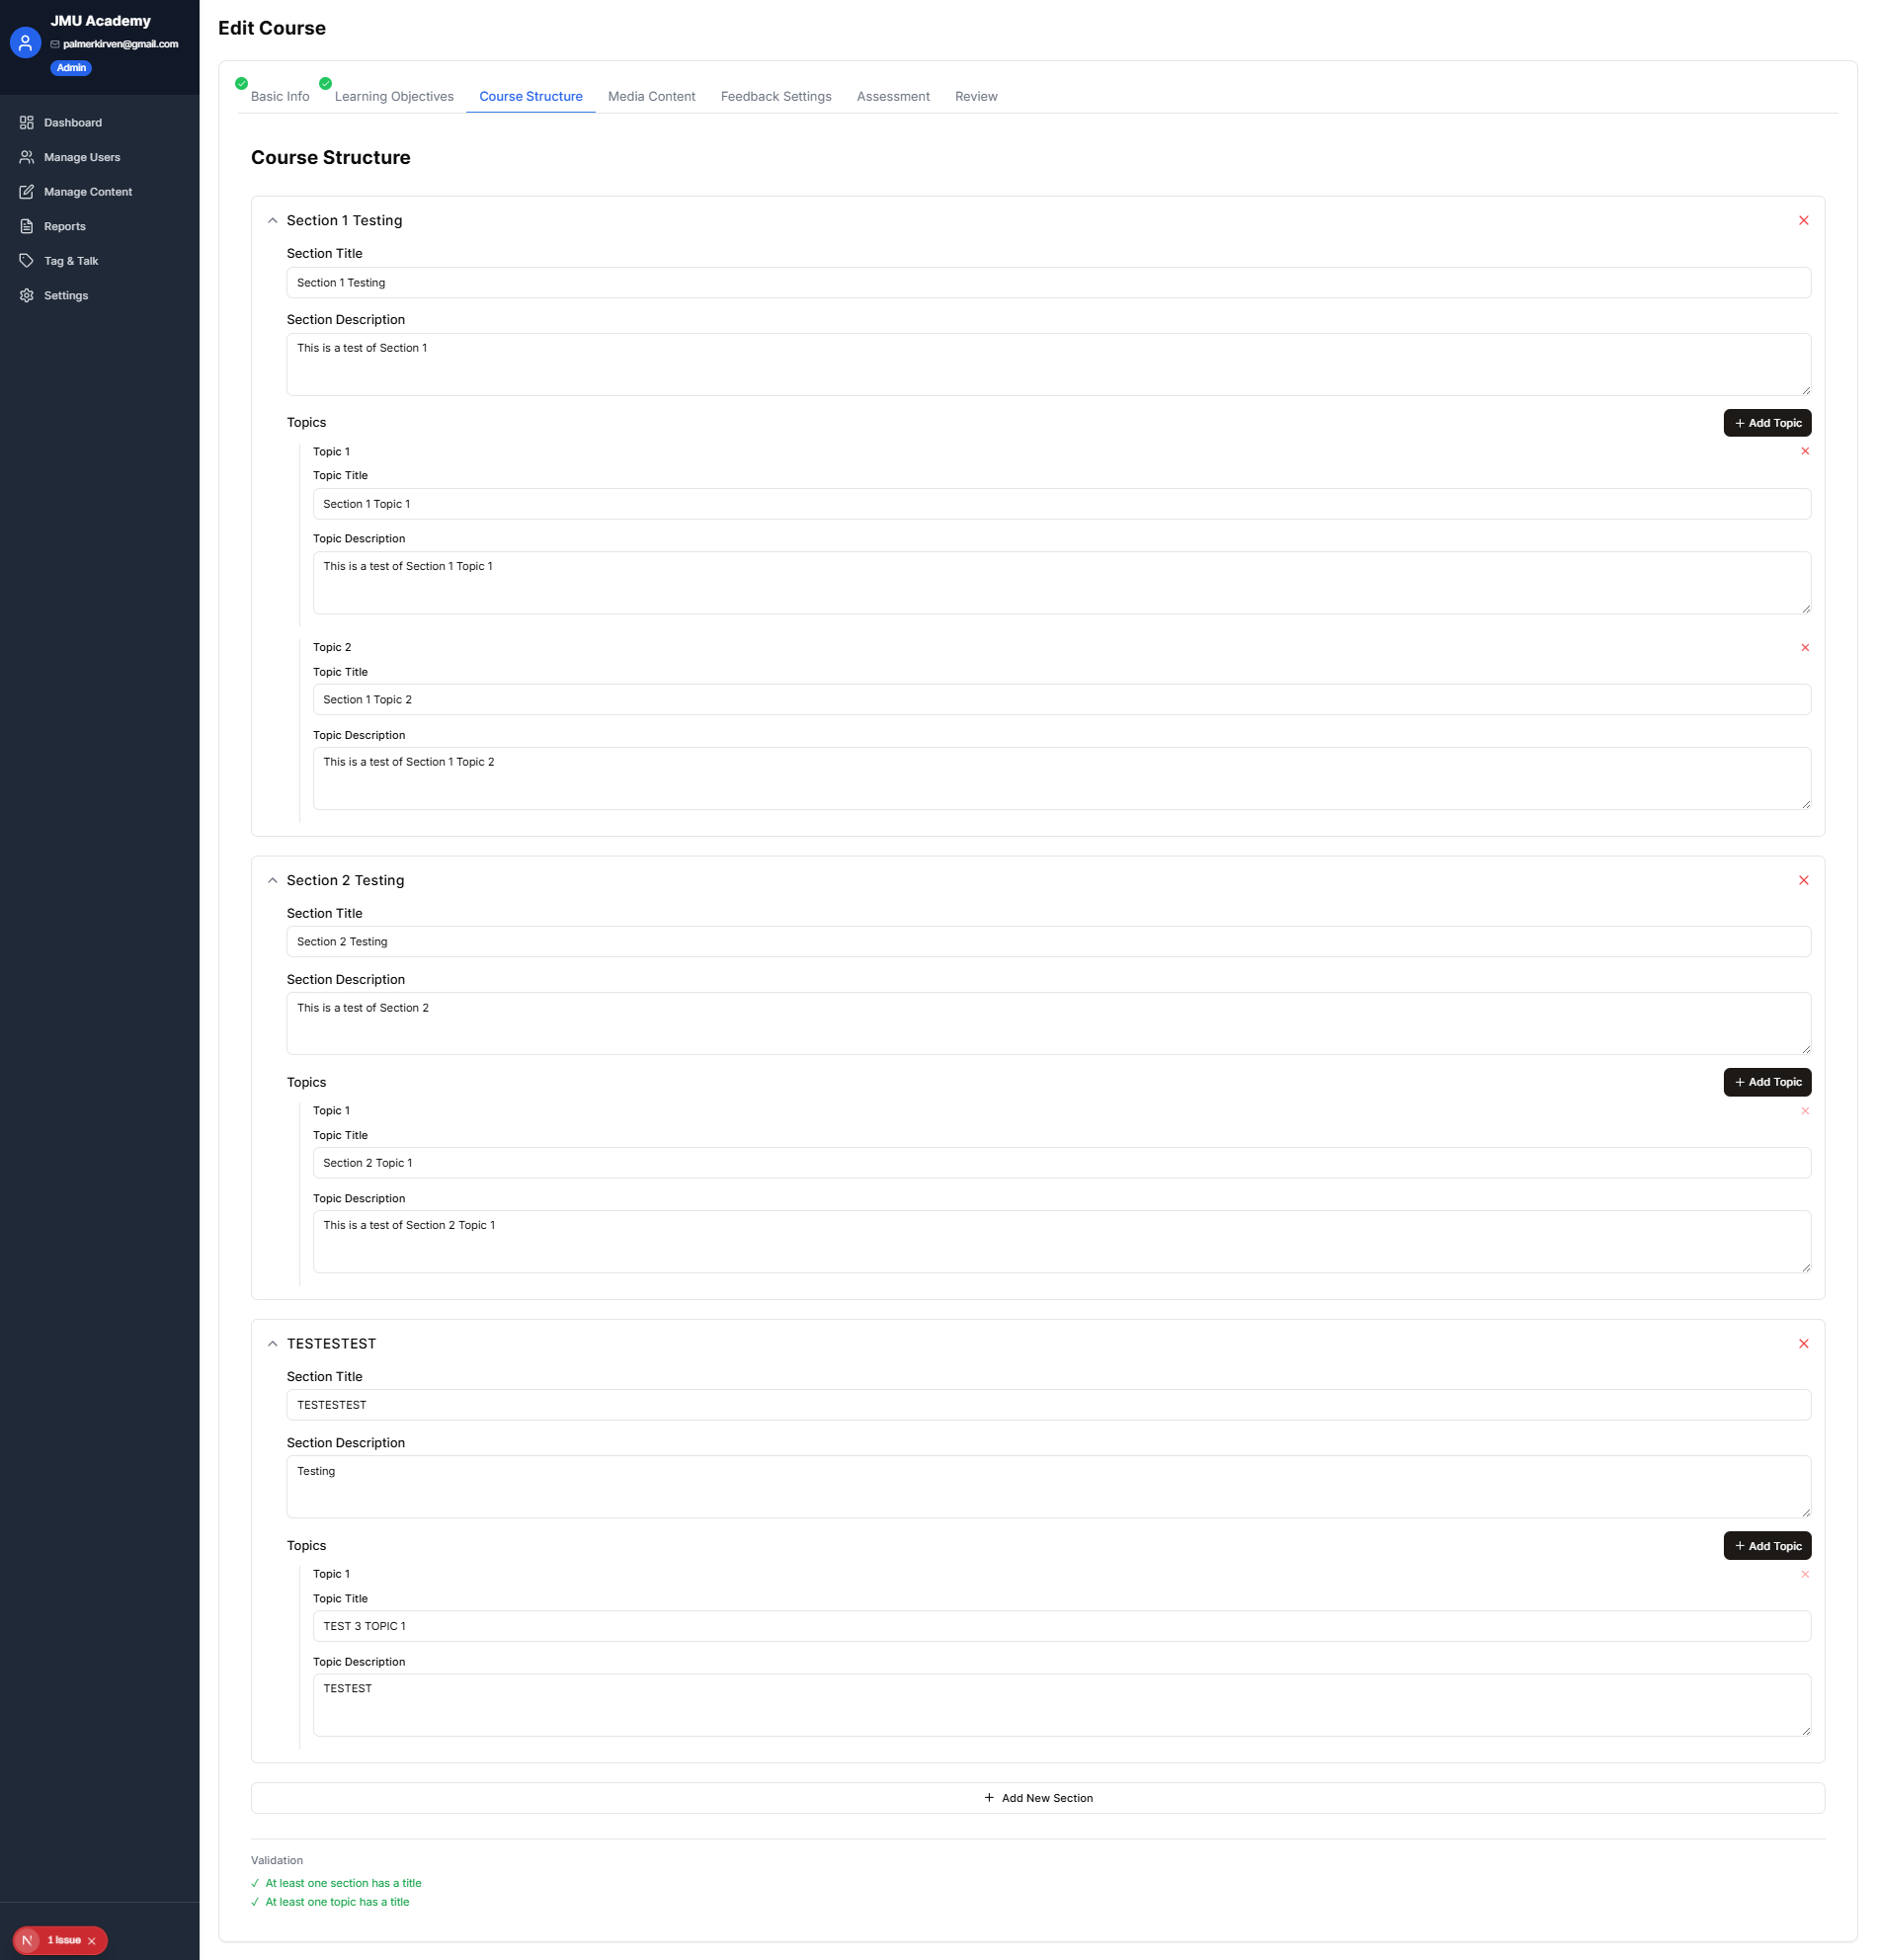 JMU Academy
palmerkirven@gmail.com
Admin
Dashboard
Manage Users
Manage Content
Reports
Tag & Talk
Settings
N 1 Issue
Edit Course
Basic Info Learning Objectives Course Structure Media Content Feedback Settings Assessment Review
Course Structure
Section 1 Testing
Section Title
Section 1 Testing
Section Description
This is a test of Section 1
Topics + Add Topic
Topic 1
Topic Title
Section 1 Topic 1
Topic Description
This is a test of Section 1 Topic 1
Topic 2
Topic Title
Section 1 Topic 2
Topic Description
This is a test of Section 1 Topic 2
Section 2 Testing
Section Title
Section 2 Testing
Section Description
This is a test of Section 2
Topics + Add Topic
Topic 1
Topic Title
Section 2 Topic 1
Topic Description
This is a test of Section 2 Topic 1
TESTESTEST
Section Title
TESTESTEST
Section Description
Testing
Topics + Add Topic
Topic 1
Topic Title
TEST 3 TOPIC 1
Topic Description
TESTEST
+ Add New Section
Validation
✓ At least one section has a title
✓ At least one topic has a title